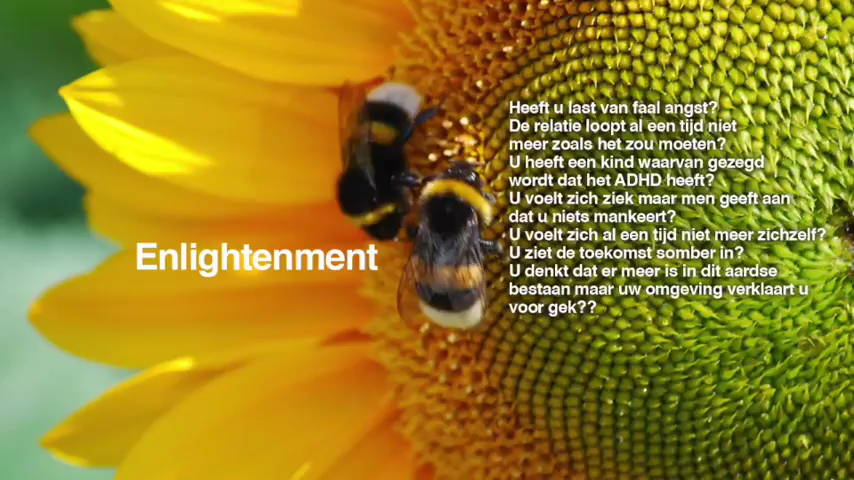 Enlightenment
Heeft u last van faal angst?
De relatie loopt al een tijd niet
meer zoals het zou moeten?
U heeft een kind waarvan gezegd
wordt dat het ADHD heeft?
U voelt zich ziek maar men geeft aan
dat u niets mankeert?
U voelt zich al een tijd niet meer zichzelf?
U ziet de toekomst somber in?
U denkt dat er meer is in dit aardse
bestaan maar uw omgeving verklaart u
voor gek??